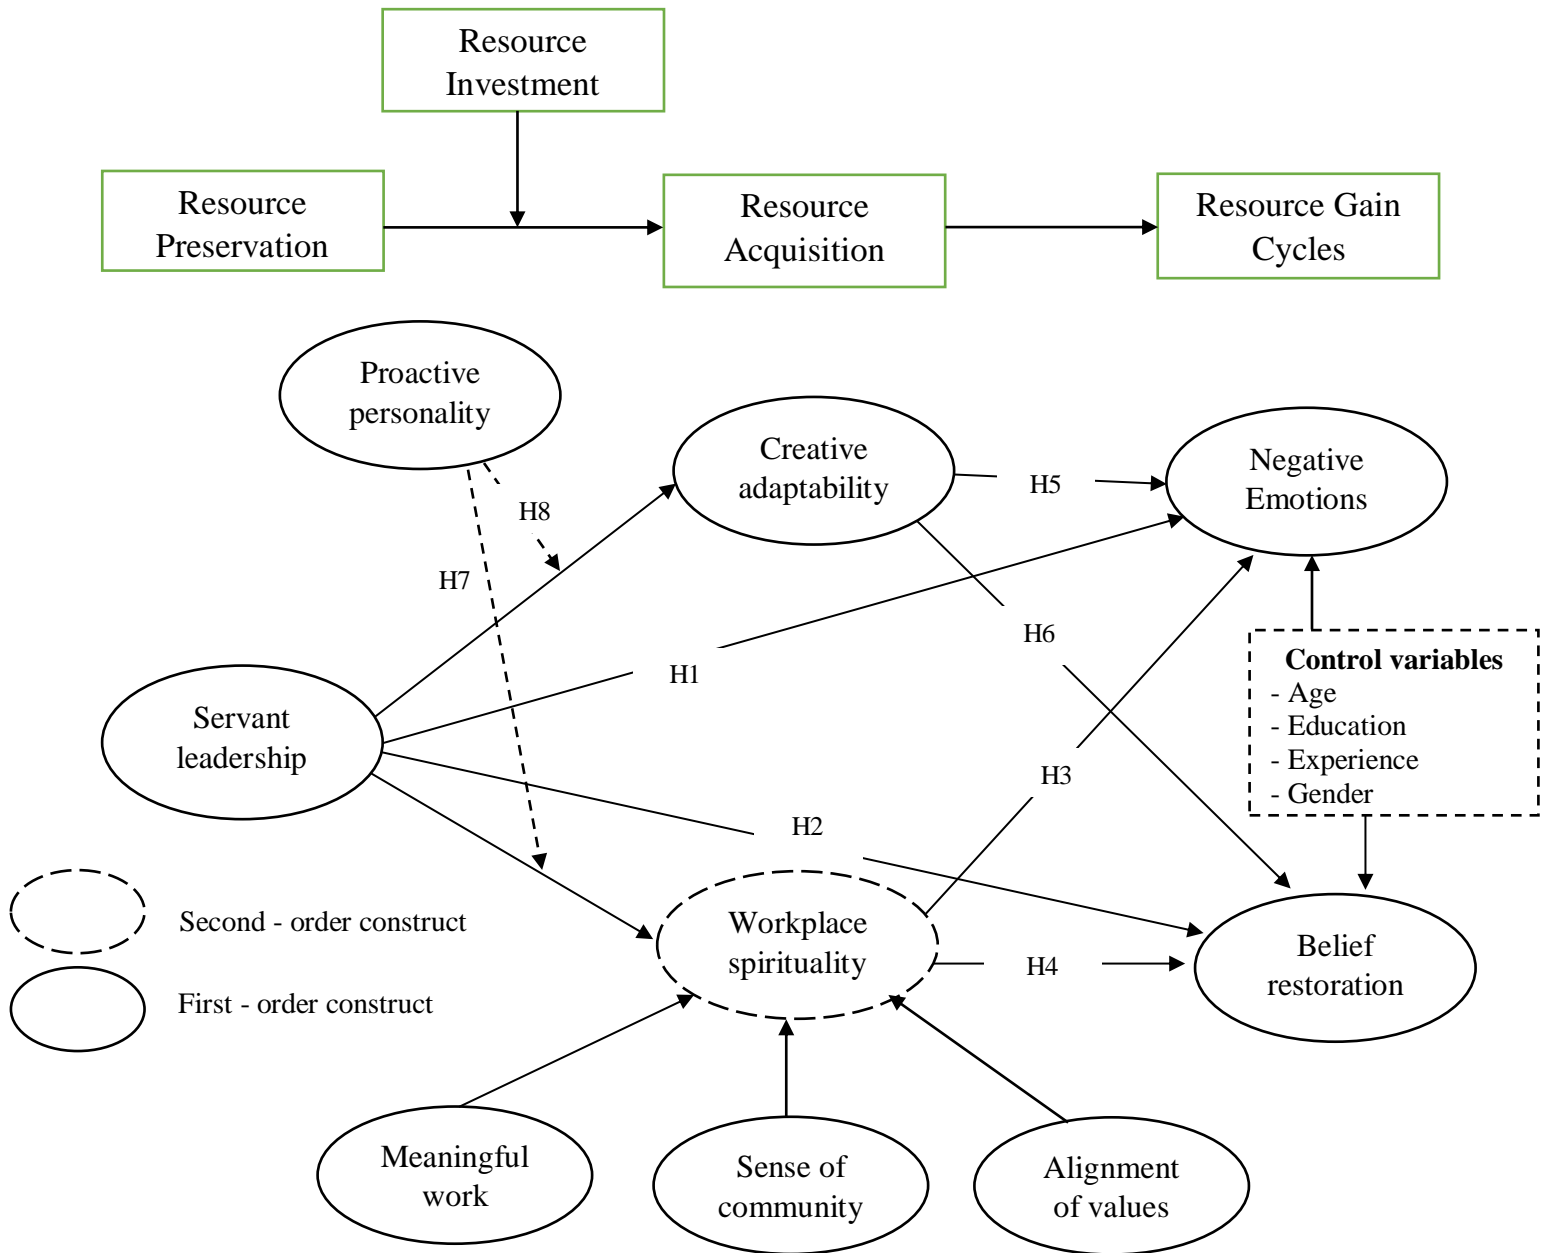 Resource
Investment
Resource
Preservation
Resource
Acquisition
Resource Gain
Cycles
Proactive
personality
Creative
adaptability
Negative
Emotions
H5
H8
H7
H6
H1
Control variables
- Age
- Education
- Experience
- Gender
Servant
leadership
H3
H2
Second - order construct
First - order construct
Workplace
spirituality
H4
Belief
restoration
Meaningful
work
Sense of
community
Alignment
of values